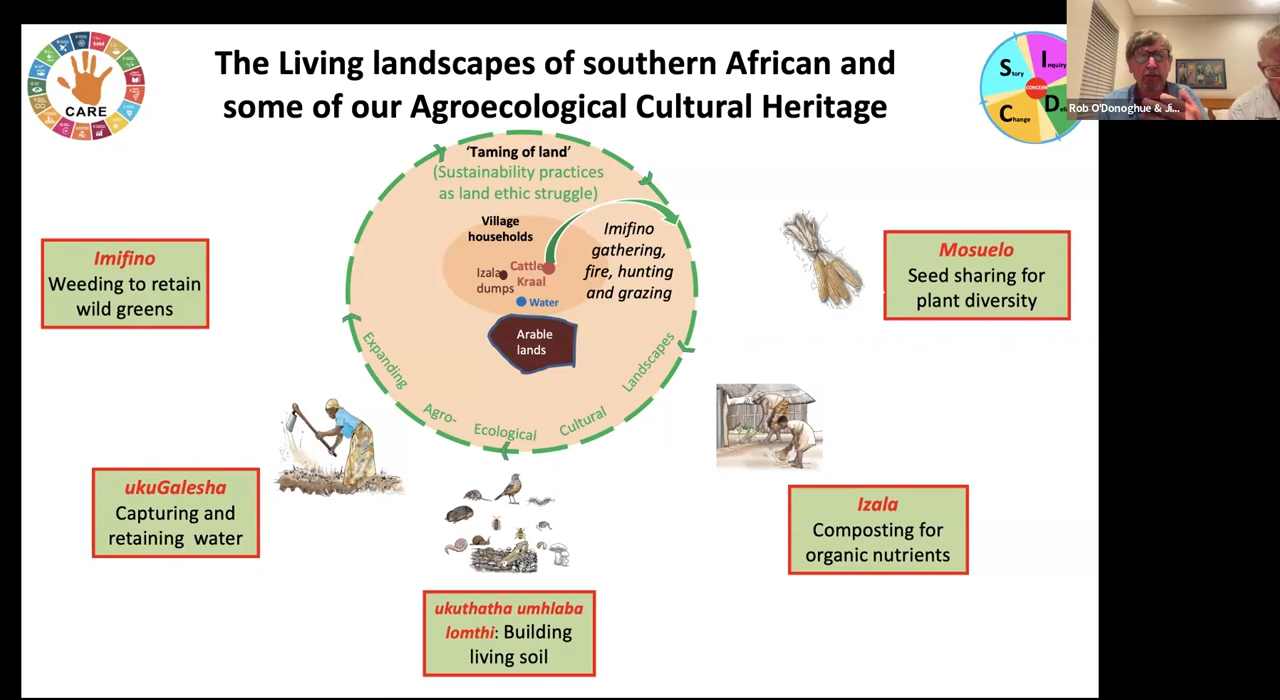 The Living landscapes of southern African and
some of our Agroecological Cultural Heritage
CARE
Story
Inquiry
CONCERN
Change
Rob O'Donoghue & Ji...
'Taming of land'
(Sustainability practices
as land ethic struggle)
Village
households
Izala
dumps
Cattle
Kraal
Water
Imifino
gathering,
fire, hunting
and grazing
Arable
lands
Expanding
Agro-
Ecological
Cultural
Landscapes
Imifino
Weeding to retain
wild greens
Mosuelo
Seed sharing for
plant diversity
ukuGalesha
Capturing and
retaining water
Izala
Composting for
organic nutrients
ukuthatha umhlaba
lomthi: Building
living soil